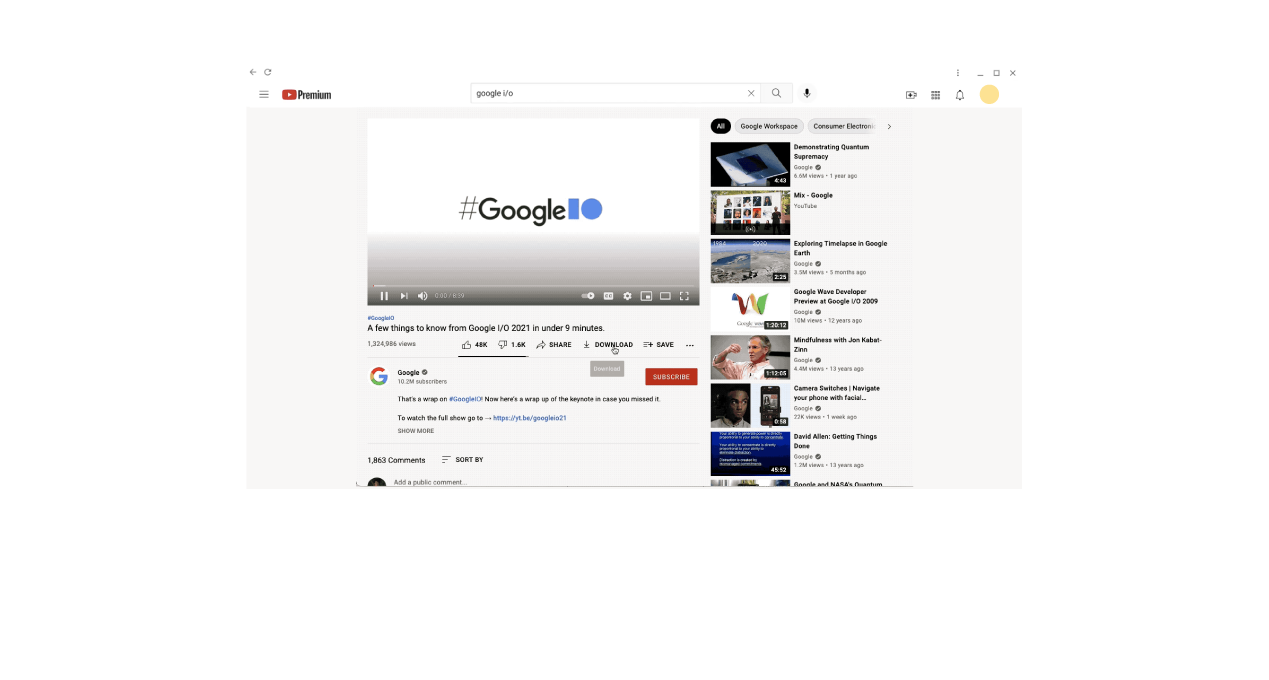 Premium
google i/o
#GoogleIO
0:00 / 8:39
#GoogleIO
A few things to know from Google I/O 2021 in under 9 minutes.
1,324,986 views
48K
1.6K
SHARE
DOWNLOAD
SAVE
Download
Google
10.2M subscribers
SUBSCRIBE
That's a wrap on #GoogleIO! Now here's a wrap up of the keynote in case you missed it.
To watch the full show go to → https://yt.be/googleio21
SHOW MORE
1,863 Comments
SORT BY
Add a public comment...
All
Google Workspace
Consumer Electroni
4:43
Demonstrating Quantum
Supremacy
Google
6.6M views • 1 year ago
Mix - Google
YouTube
1984
2020
2:25
Exploring Timelapse in Google
Earth
Google
3.5M views • 5 months ago
1:20:12
Google Wave Developer
Preview at Google I/O 2009
Google
10M views • 12 years ago
1:12:05
Mindfulness with Jon Kabat-
Zinn
Google
4.4M views • 13 years ago
0:58
Camera Switches | Navigate
your phone with facial...
Google
22K views • 1 week ago
45:52
David Allen: Getting Things
Done
Google
1.2M views • 13 years ago
Google and NASA's Quantum